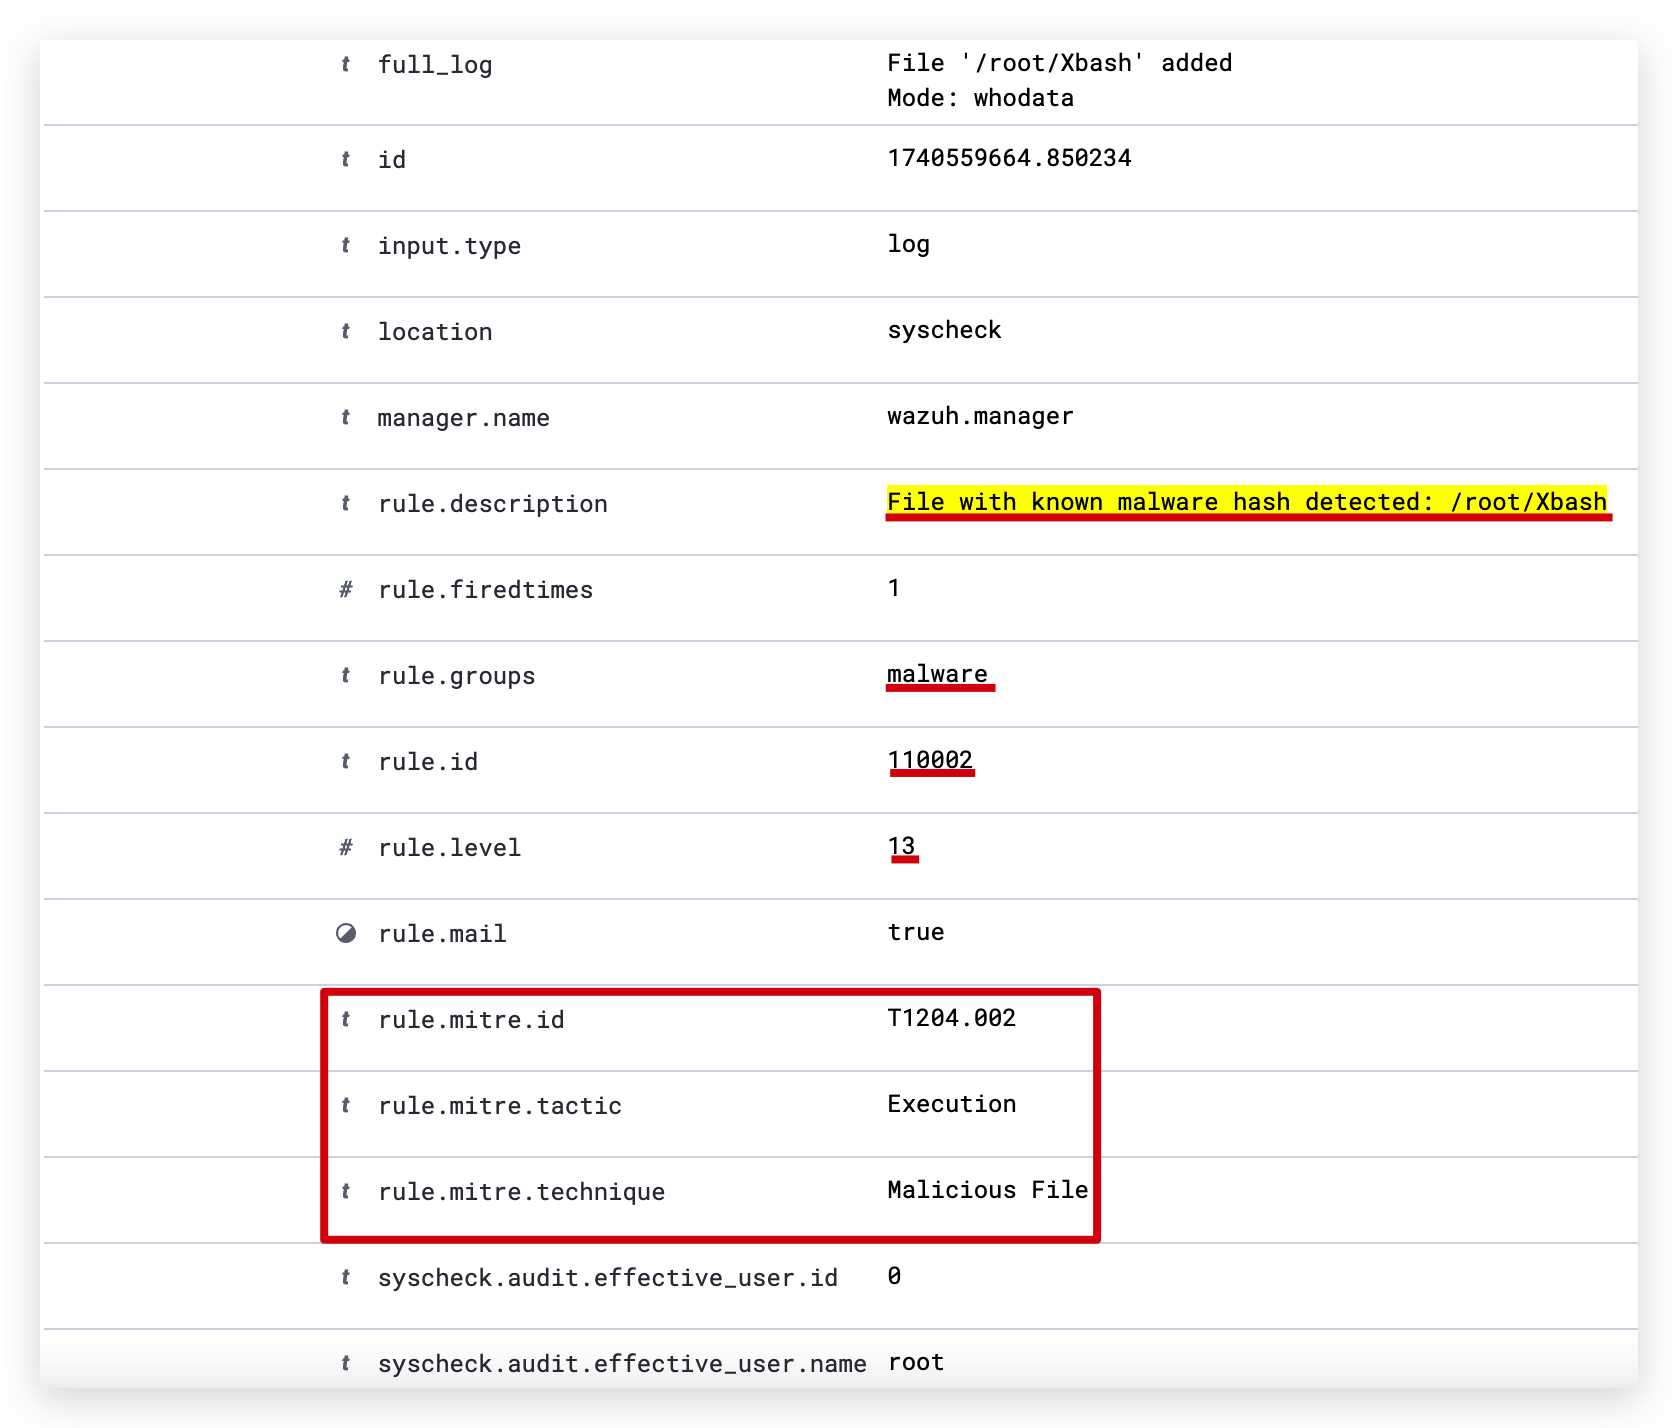 t full_log File '/root/Xbash' added
Mode: whodata
t id 1740559664.850234
t input.type log
t location syscheck
t manager.name wazuh.manager
t rule.description File with known malware hash detected: /root/Xbash
# rule.firedtimes 1
t rule.groups malware
t rule.id 110002
# rule.level 13
rule.mail true
t rule.mitre.id T1204.002
t rule.mitre.tactic Execution
t rule.mitre.technique Malicious File
t syscheck.audit.effective_user.id 0
t syscheck.audit.effective_user.name root